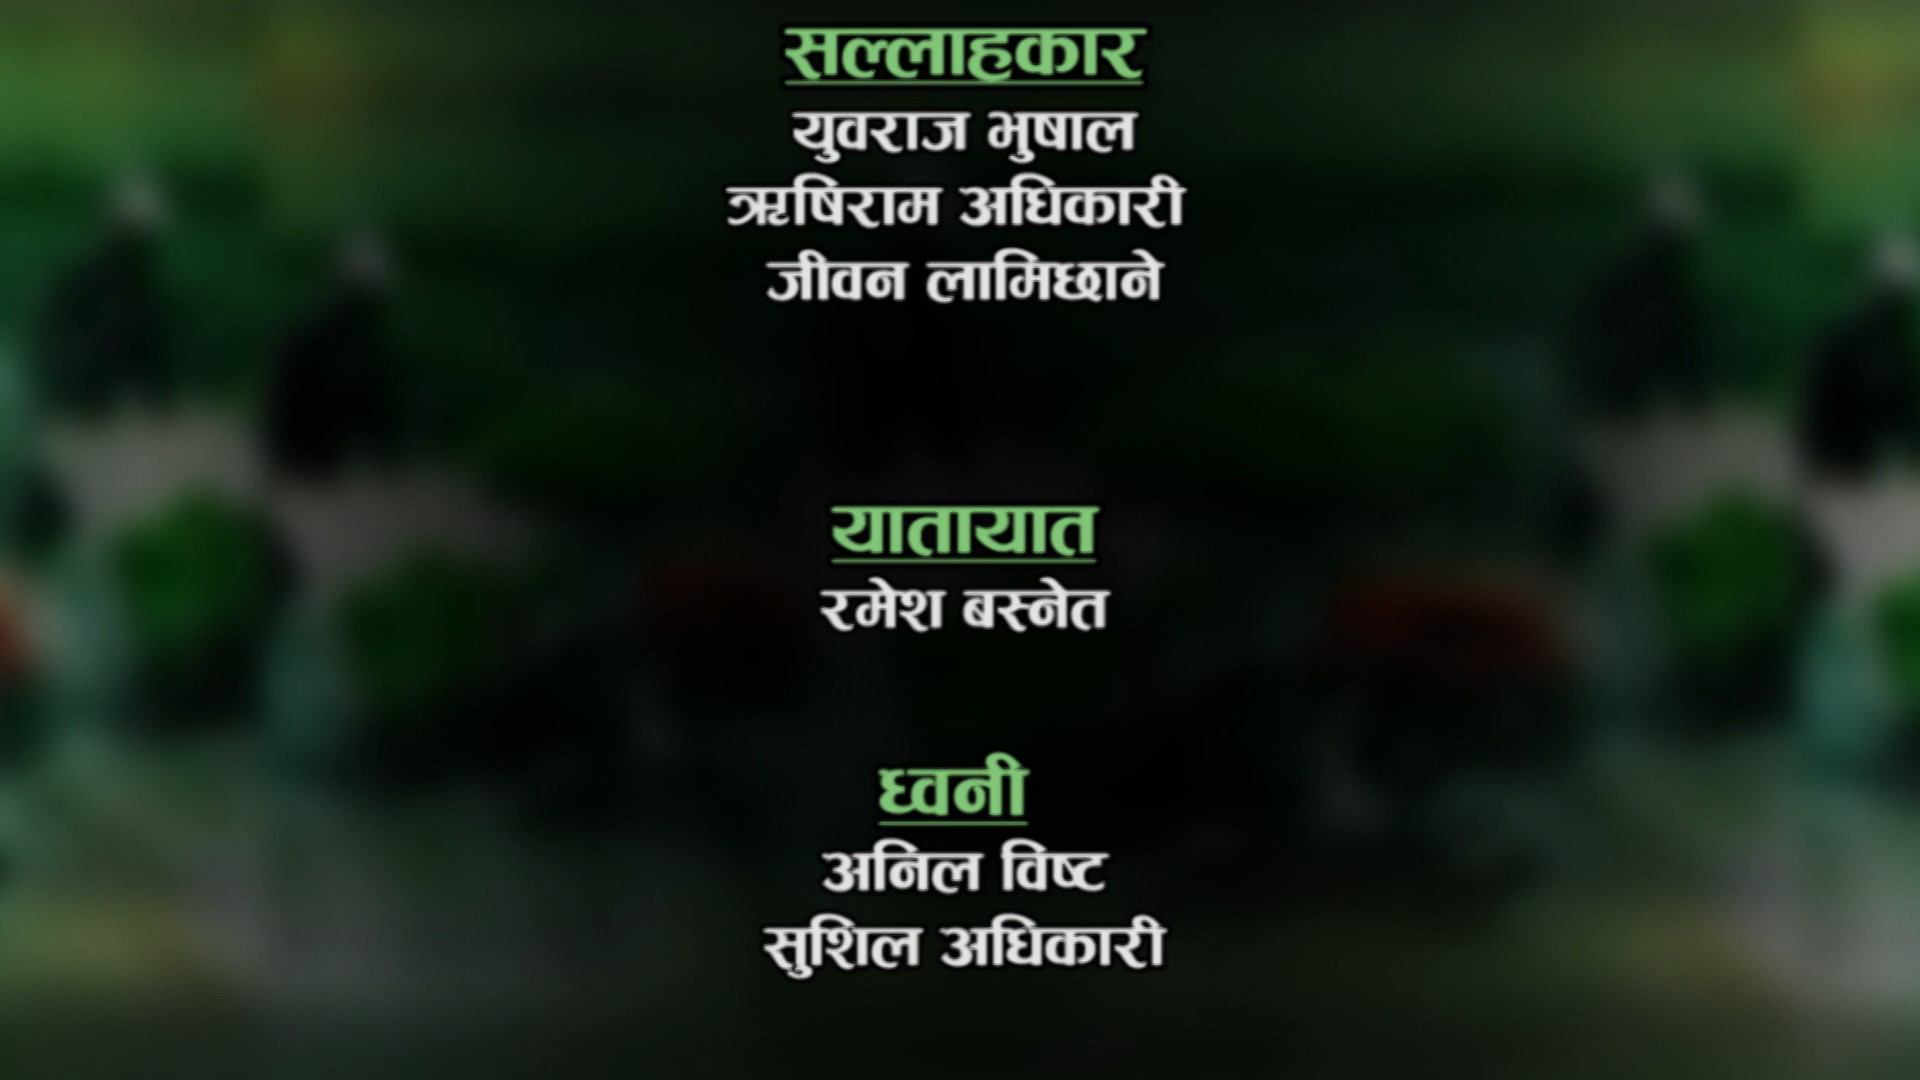 सल्लाहकार
युवराज भुषाल
ऋषिराम अधिकारी
जीवन लामिछाने
यातायात
रमेश बस्नेत
ध्वनी
अनिल विष्ट
सुशिल अधिकारी